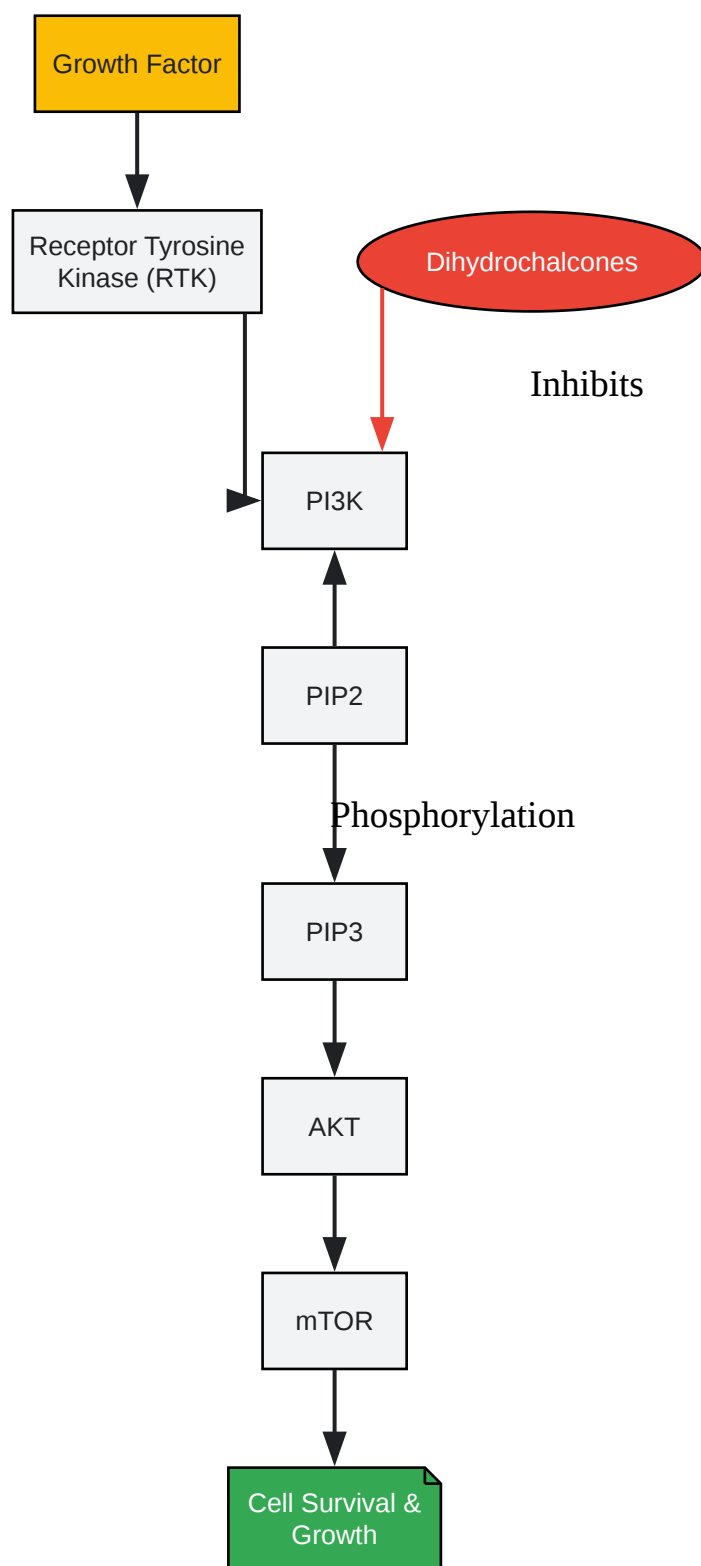 Growth Factor
Receptor Tyrosine
Kinase (RTK)
Dihydrochalcones
Inhibits
PI3K
PIP2
Phosphorylation
PIP3
AKT
mTOR
Cell Survival &
Growth